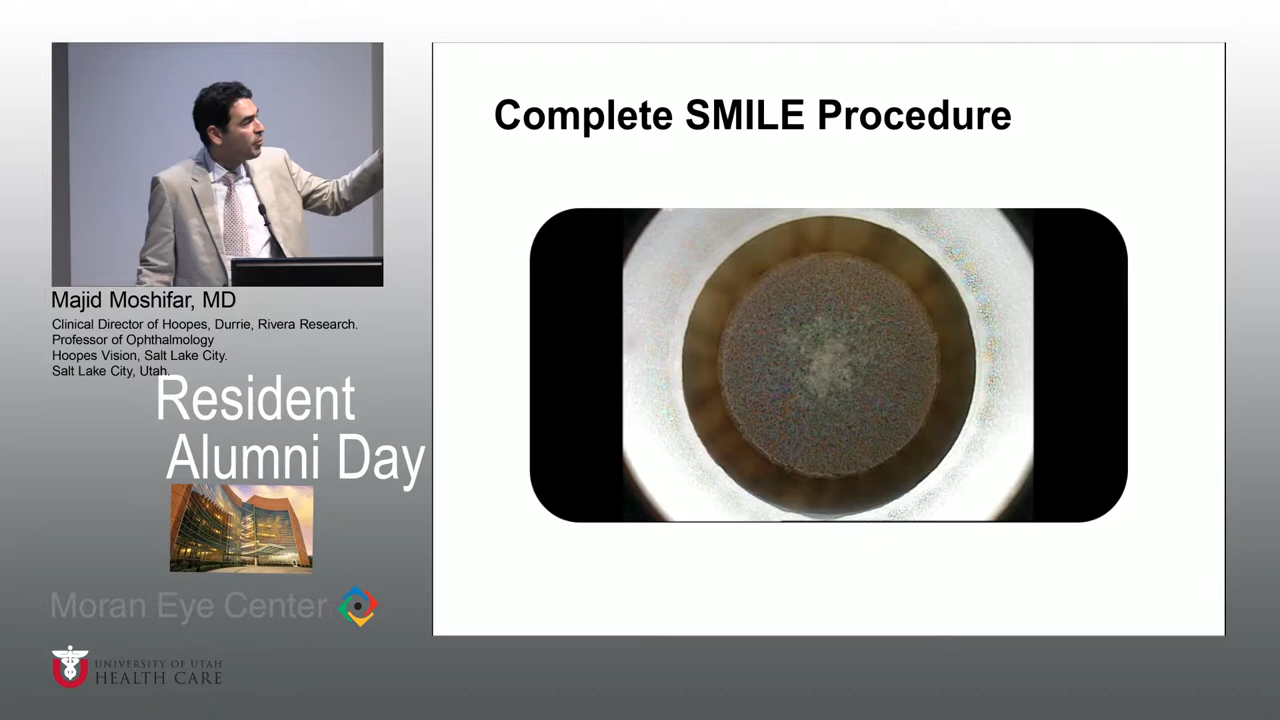 Complete SMILE Procedure
Majid Moshifar, MD
Clinical Director of Hoopes, Durrie, Rivera Research.
Professor of Ophthalmology
Hoopes Vision, Salt Lake City.
Salt Lake City, Utah.
Resident
Alumni Day
Moran Eye Center
UNIVERSITY OF UTAH
HEALTH CARE